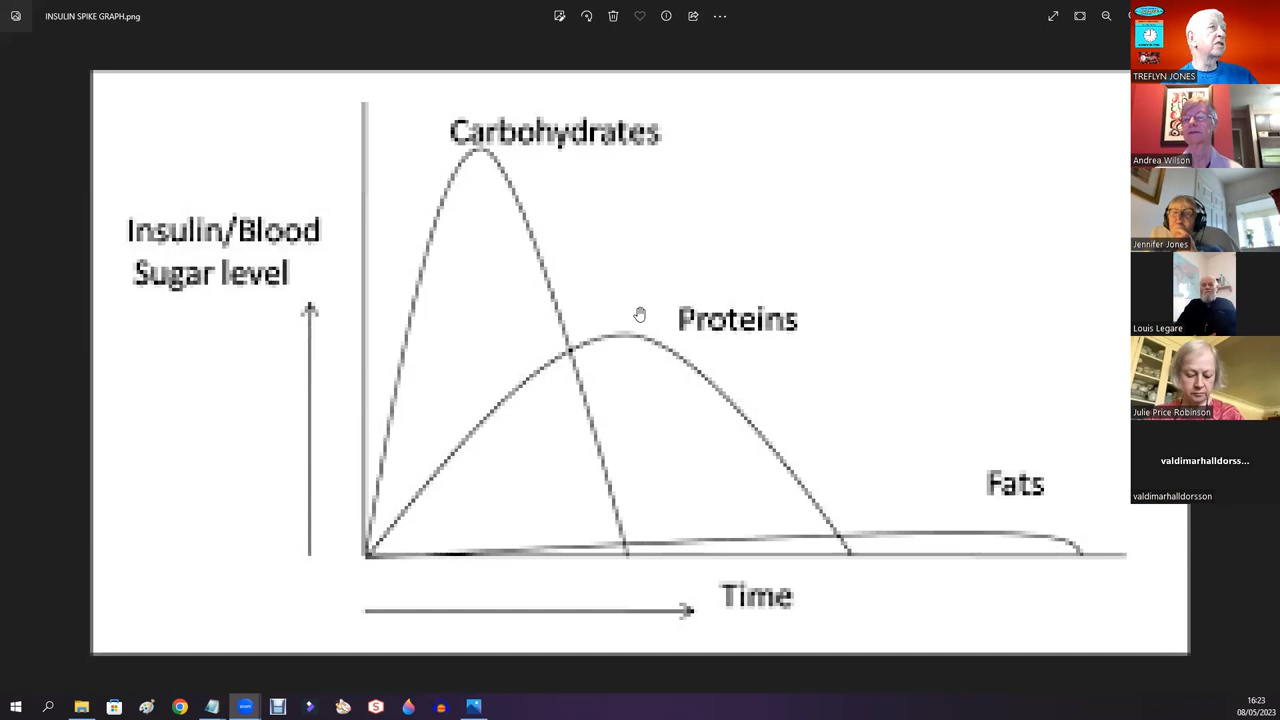 INSULIN SPIKE GRAPH.png
Carbohydrates
Insulin/Blood
Sugar level
Proteins
Fats
Time
TREFLYN JONES
Andrea Wilson
Jennifer Jones
Louis Legare
Julie Price Robinson
valdimarhalldorss...
valdimarhalldorsson
16:23
08/05/2023